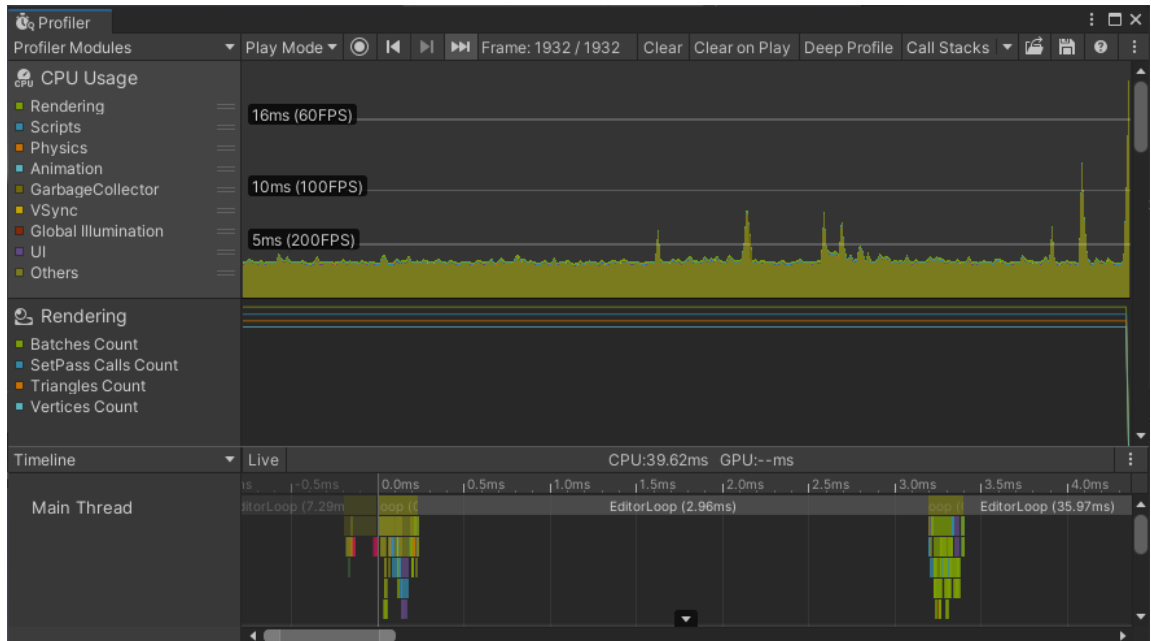 Profiler
Profiler Modules Play Mode Frame: 1932 / 1932 Clear Clear on Play Deep Profile Call Stacks
CPU Usage
Rendering
Scripts
Physics
Animation
GarbageCollector
VSync
Global Illumination
UI
Others
16ms (60FPS)
10ms (100FPS)
5ms (200FPS)
Rendering
Batches Count
SetPass Calls Count
Triangles Count
Vertices Count
Timeline Live CPU:39.62ms GPU:--ms
-0.5ms 0.0ms 0.5ms 1.0ms 1.5ms 2.0ms 2.5ms 3.0ms 3.5ms 4.0ms
Main Thread
ditorLoop (7.29m EditorLoop (2.96ms) EditorLoop (35.97ms)